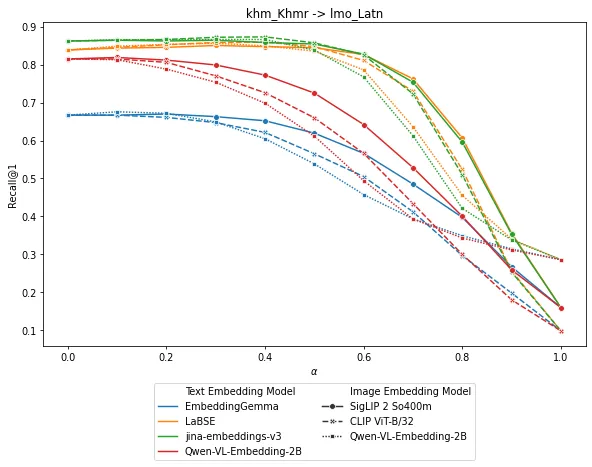 khm_Khmr -> lmo_Latn
Recall@1
0.9
0.8
0.7
0.6
0.5
0.4
0.3
0.2
0.1
0.0
0.2
0.4
0.6
0.8
1.0
α
Text Embedding Model
EmbeddingGemma
LaBSE
jina-embeddings-v3
Qwen-VL-Embedding-2B
Image Embedding Model
SigLIP 2 So400m
CLIP ViT-B/32
Qwen-VL-Embedding-2B